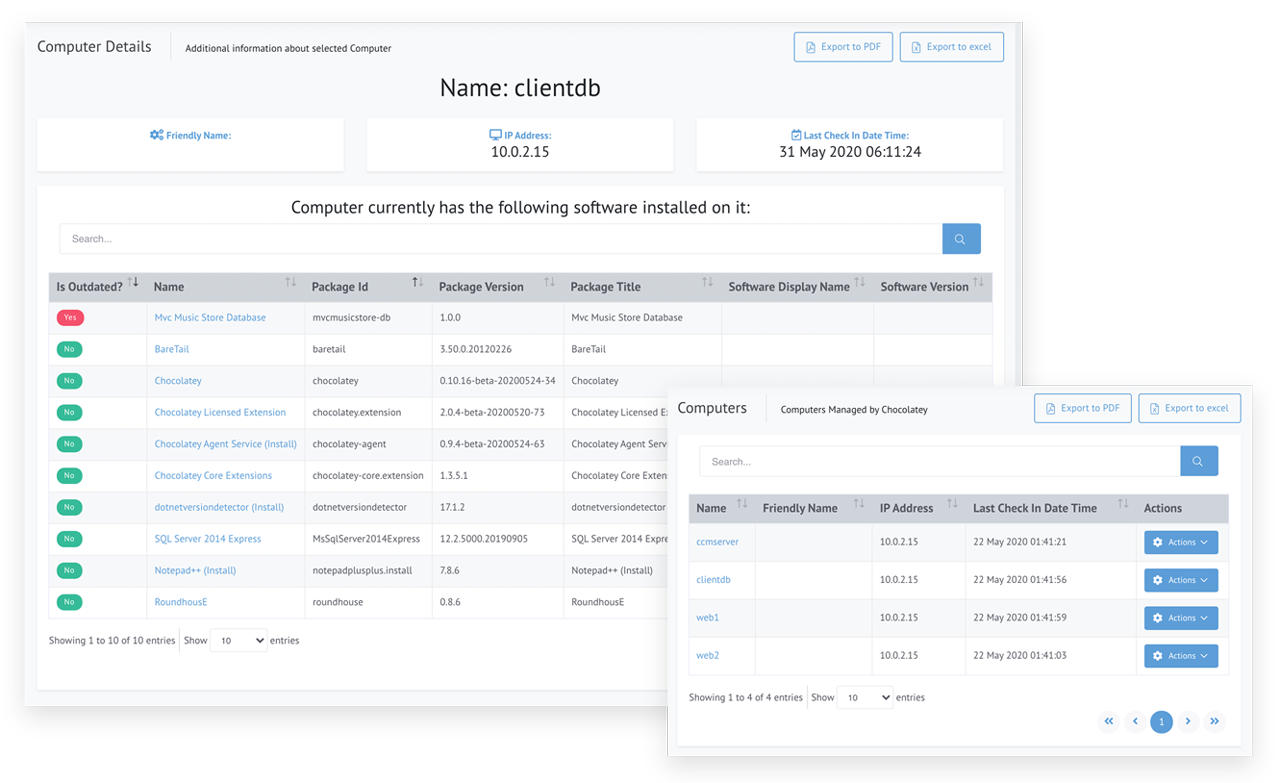 Computer Details
Additional information about selected Computer
Export to PDF
Export to excel
Name: clientdb
Friendly Name:
IP Address:
10.0.2.15
Last Check In Date Time:
31 May 2020 06:11:24
Computer currently has the following software installed on it:
Search...
Is Outdated? Name Package Id Package Version Package Title Software Display Name Software Version
Yes Mvc Music Store Database mvcmusicstore-db 1.0.0 Mvc Music Store Database
No BareTail baretail 3.50.0.20120226 BareTail
No Chocolatey chocolatey 0.10.16-beta-20200524-34 Chocolatey
No Chocolatey Licensed Extension chocolatey.extension 2.0.4-beta-20200520-73 Chocolatey Licensed E
No Chocolatey Agent Service (Install) chocolatey-agent 0.9.4-beta-20200524-63 Chocolatey Agent Serv
No Chocolatey Core Extensions chocolatey-core.extension 1.3.5.1 Chocolatey Core Exten
No dotnetversiondetector (Install) dotnetversiondetector 17.1.2 dotnetversiondetector
No SQL Server 2014 Express MsSqlServer2014Express 12.2.5000.20190905 SQL Server 2014 Expre
No Notepad++ (Install) notepadplusplus.install 7.8.6 Notepad++ (Install)
No RoundhousE roundhouse 0.8.6 RoundhousE
Showing 1 to 10 of 10 entries Show 10 entries
Computers
Computers Managed by Chocolatey
Export to PDF
Export to excel
Search...
Name Friendly Name IP Address Last Check In Date Time Actions
ccmserver 10.0.2.15 22 May 2020 01:41:21 Actions
clientdb 10.0.2.15 22 May 2020 01:41:56 Actions
web1 10.0.2.15 22 May 2020 01:41:59 Actions
web2 10.0.2.15 22 May 2020 01:41:03 Actions
Showing 1 to 4 of 4 entries Show 10 entries
1